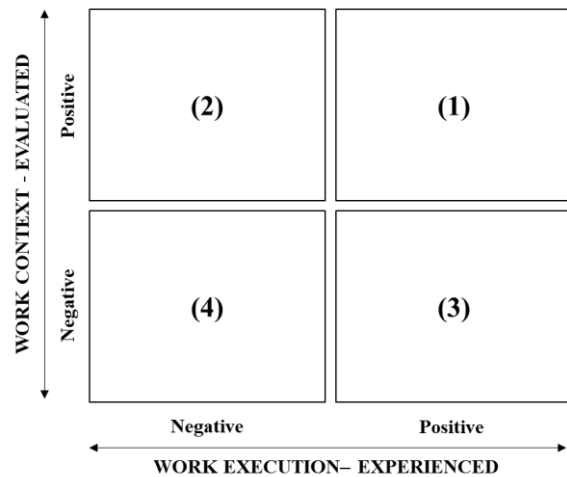 WORK CONTEXT - EVALUATED
Positive
(2)
(1)
Negative
(4)
(3)
Negative
Positive
WORK EXECUTION– EXPERIENCED